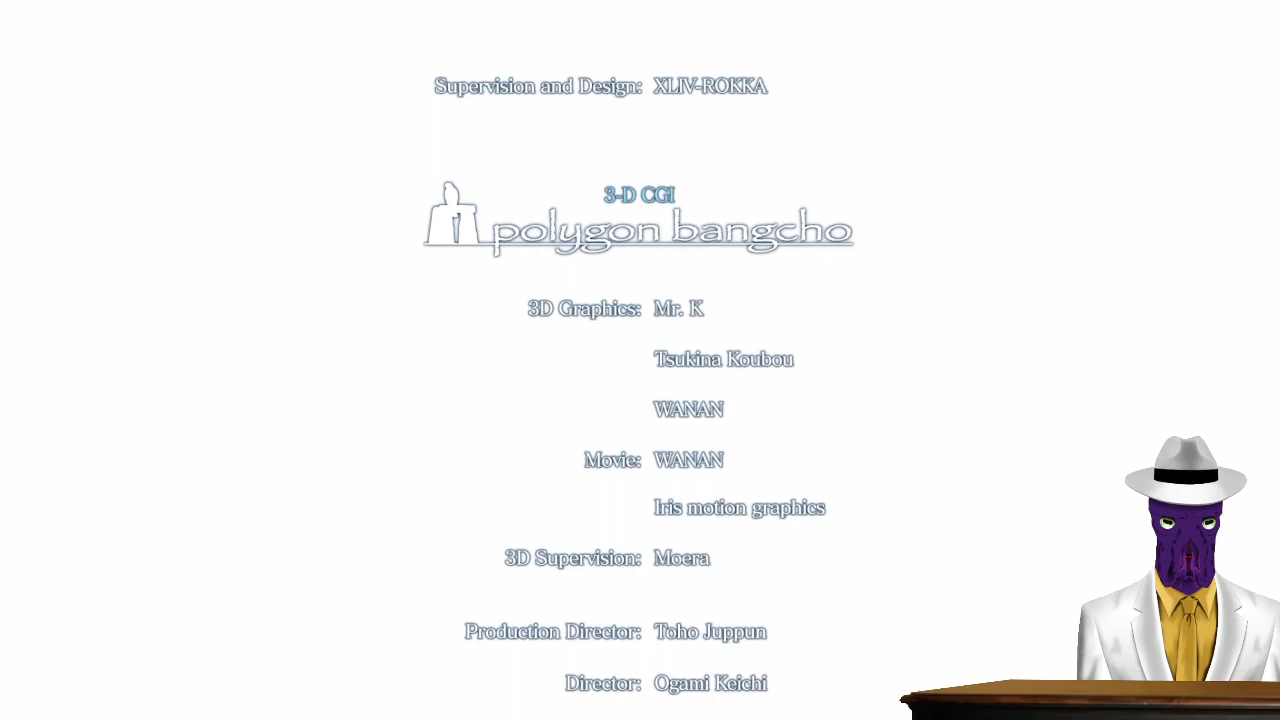 Supervision and Design: XLIV-ROKKA
3-D CGI
polygon bangcho
3D Graphics: Mr. K
Tsukina Koubou
WANAN
Movie: WANAN
Iris motion graphics
3D Supervision: Moera
Production Director: Toho Juppun
Director: Ogami Keichi